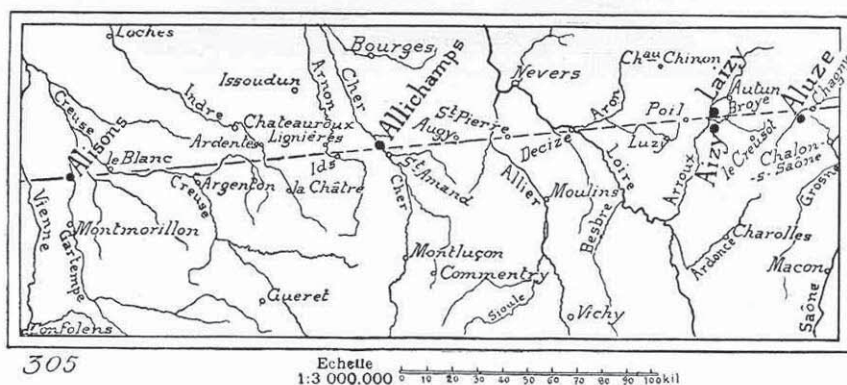 Loches
Bourges
Chau Chinon
Issoudun
Nevers
Laizy
Aluze
Chagny
Creuse
Indre
Arnon
Cher
Allichamps
Aron
Autun
Broye
Chateauroux
St Pierre
Poil
Ardentes
Lignières
Augy
Luzy
Alisons
le Blanc
Ids
St Amand
Decize
Aizy
le Creusot
Chalon
-s-Saône
Argenton
la Châtre
Allier
Loire
Arroux
Grosne
Creuse
Cher
Moulins
Vienne
Montmorillon
Besbre
Charolles
Gartempe
Montluçon
Ardonce
Commentry
Macon
Gueret
Sioule
Vichy
Saône
Confolens
305
Echelle
1:3 000.000 0 10 20 30 40 50 60 70 80 90 100 kil